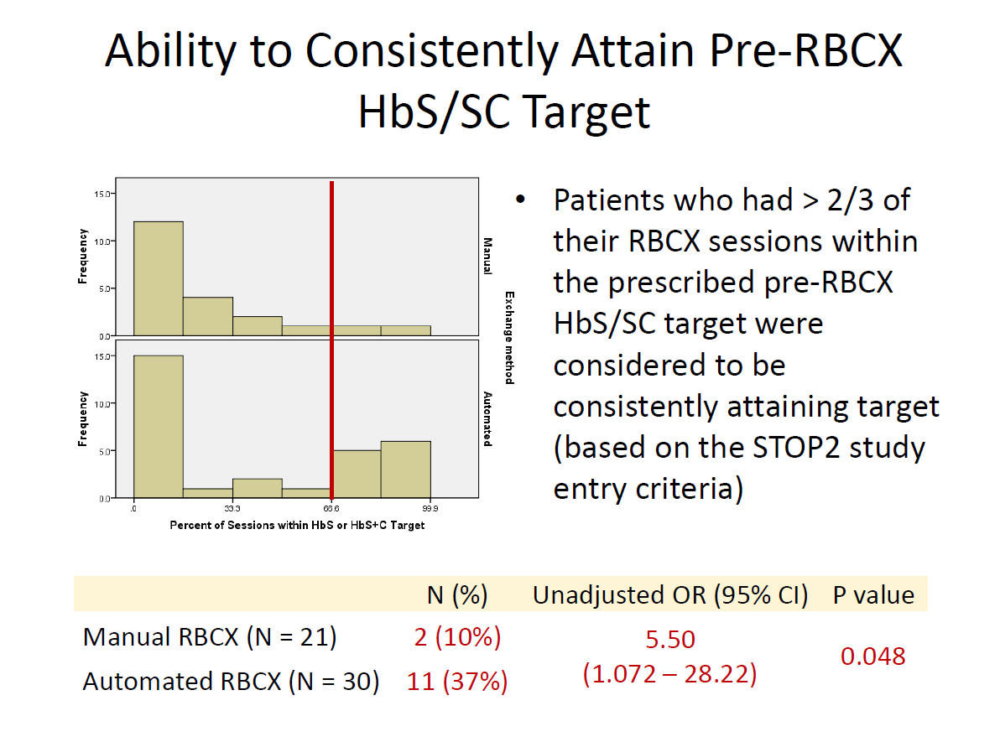 Ability to Consistently Attain Pre-RBCX
HbS/SC Target
15.0
10.0
5.0
0.0
Frequency
Manual
15.0
10.0
5.0
0.0
Frequency
Automated
Exchange method
.0
33.3
66.6
99.9
Percent of Sessions within HbS or HbS+C Target
• Patients who had > 2/3 of
their RBCX sessions within
the prescribed pre-RBCX
HbS/SC target were
considered to be
consistently attaining target
(based on the STOP2 study
entry criteria)
N (%) Unadjusted OR (95% CI) P value
Manual RBCX (N = 21) 2 (10%)
Automated RBCX (N = 30) 11 (37%)
5.50
(1.072 – 28.22)
0.048